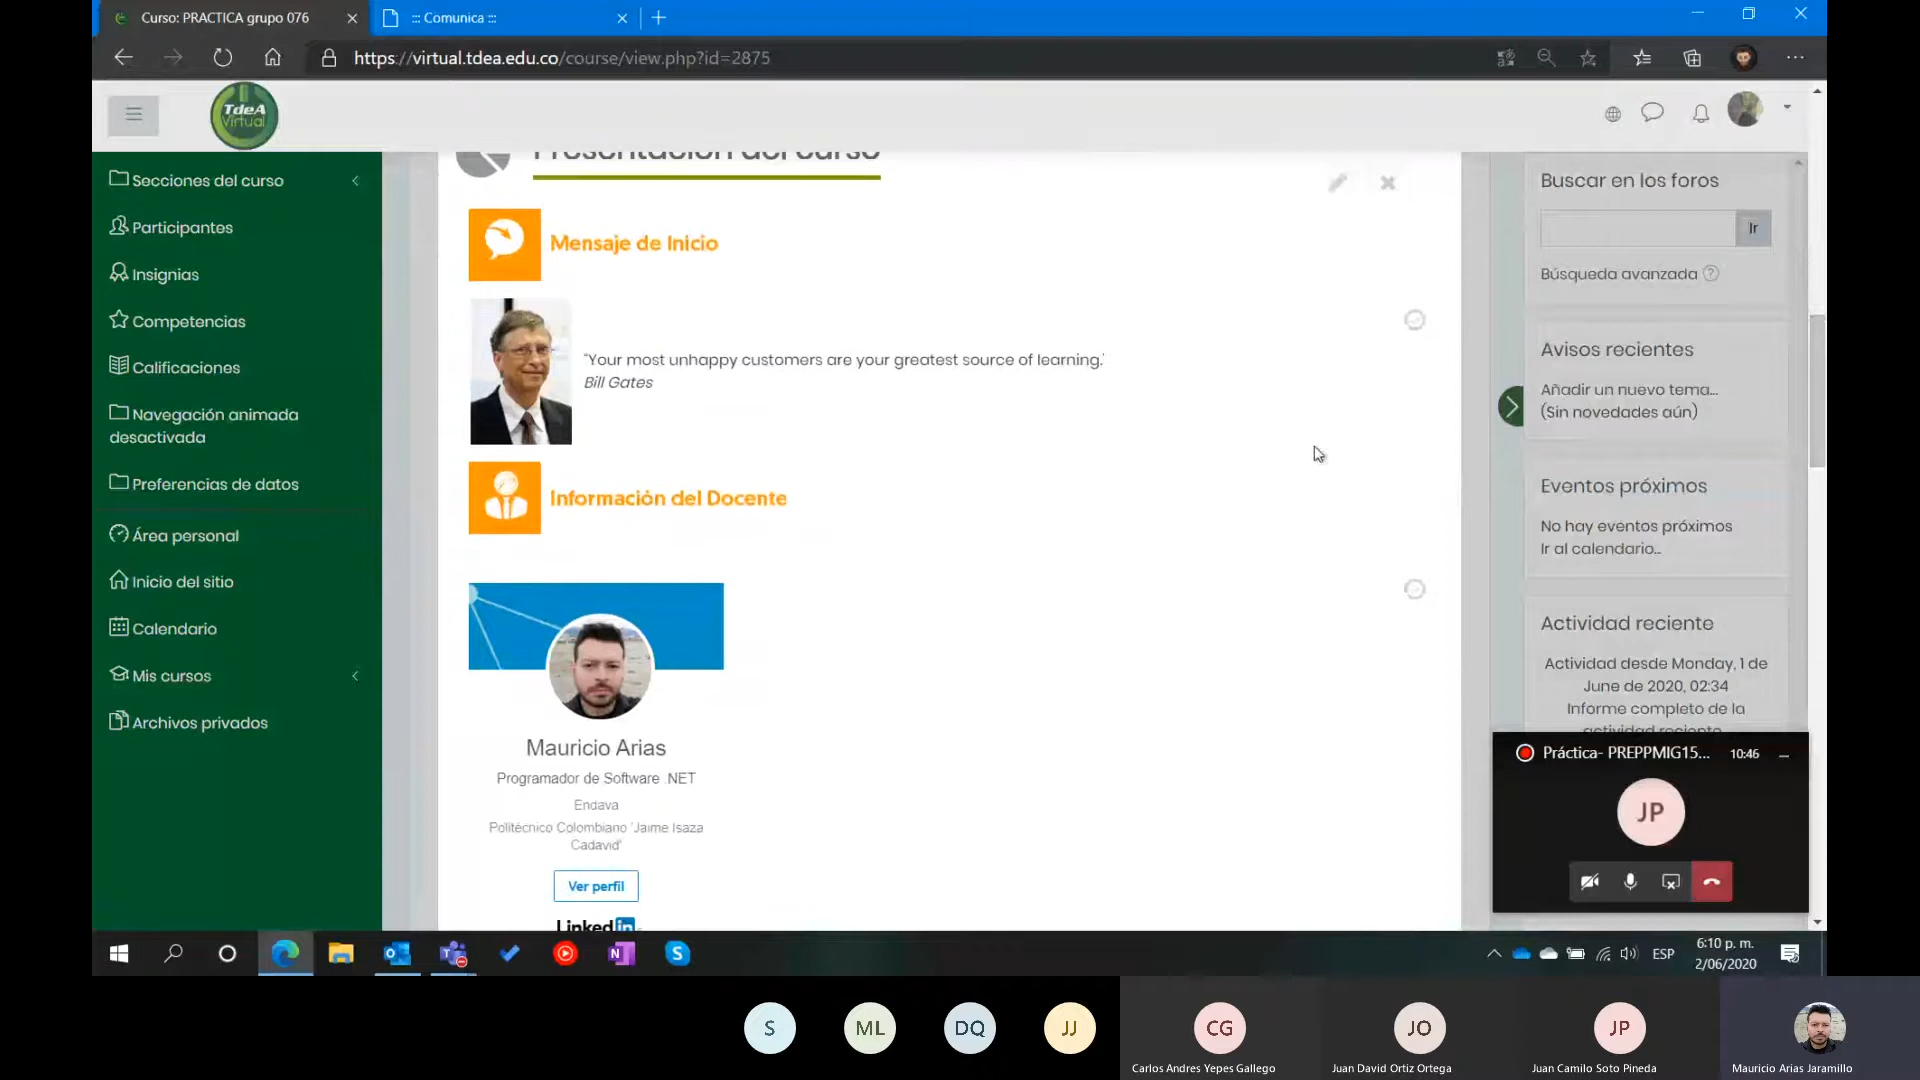 Curso: PRACTICA grupo 076
::: Comunica :::
https://virtual.tdea.edu.co/course/view.php?id=2875
TdeA
Virtual
Secciones del curso
Participantes
Insignias
Competencias
Calificaciones
Navegación animada
desactivada
Preferencias de datos
Área personal
Inicio del sitio
Calendario
Mis cursos
Archivos privados
Presentación del curso
Mensaje de Inicio
"Your most unhappy customers are your greatest source of learning."
Bill Gates
Información del Docente
Mauricio Arias
Programador de Software .NET
Endava
Politécnico Colombiano 'Jaime Isaza
Cadavid'
Ver perfil
Linkedin
Buscar en los foros
Ir
Búsqueda avanzada
Avisos recientes
Añadir un nuevo tema...
(Sin novedades aún)
Eventos próximos
No hay eventos próximos
Ir al calendario...
Actividad reciente
Actividad desde Monday, 1 de
June de 2020, 02:34
Informe completo de la
actividad reciente
Práctica- PREPPMIG15... 10:46
JP
ESP
6:10 p. m.
2/06/2020
S
ML
DQ
JJ
CG
JO
JP
Carlos Andres Yepes Gallego
Juan David Ortiz Ortega
Juan Camilo Soto Pineda
Mauricio Arias Jaramillo